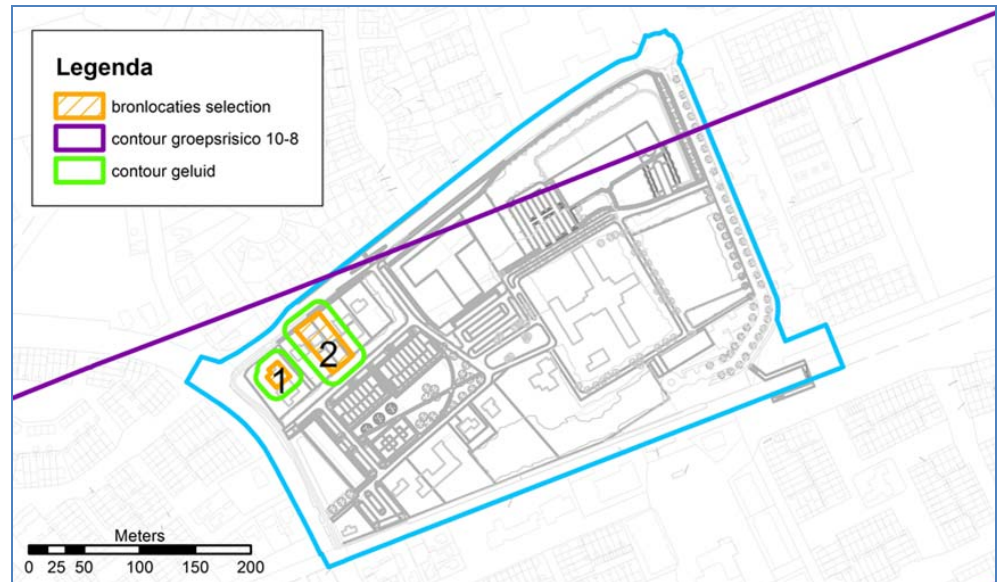 Legenda
bronlocaties selection
contour groepsrisico 10-8
contour geluid
1
2
Meters
0 25 50 100 150 200